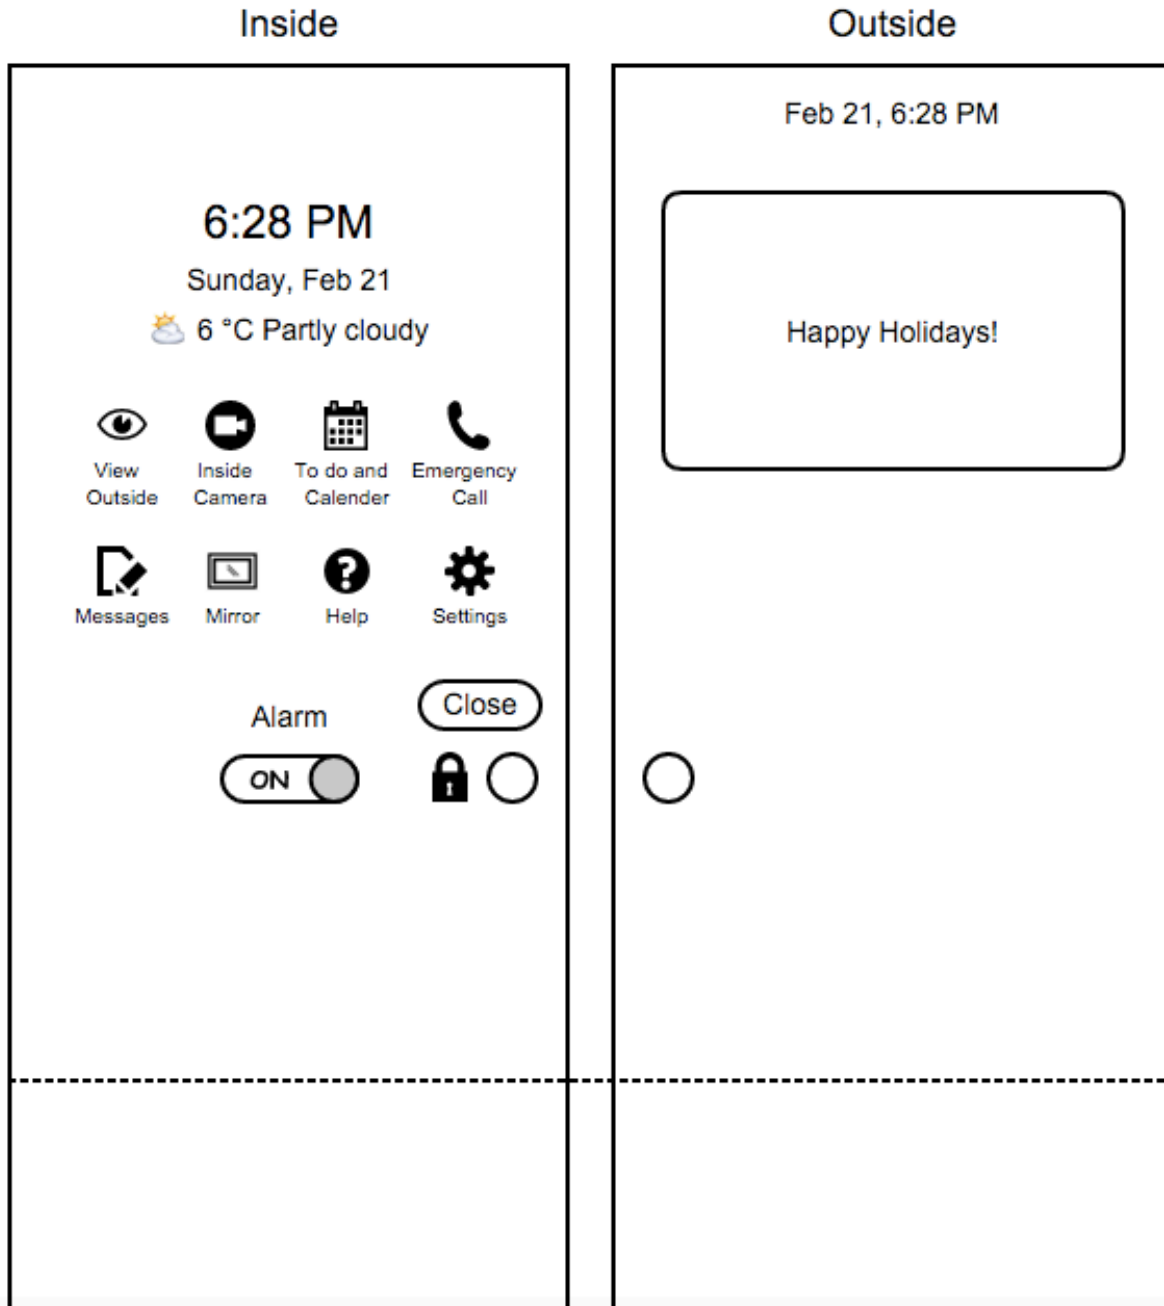 Inside
Outside
Feb 21, 6:28 PM
6:28 PM
Sunday, Feb 21
6 °C Partly cloudy
Happy Holidays!
View
Outside
Inside
Camera
To do and
Calender
Emergency
Call
Messages
Mirror
Help
Settings
Alarm
Close
ON